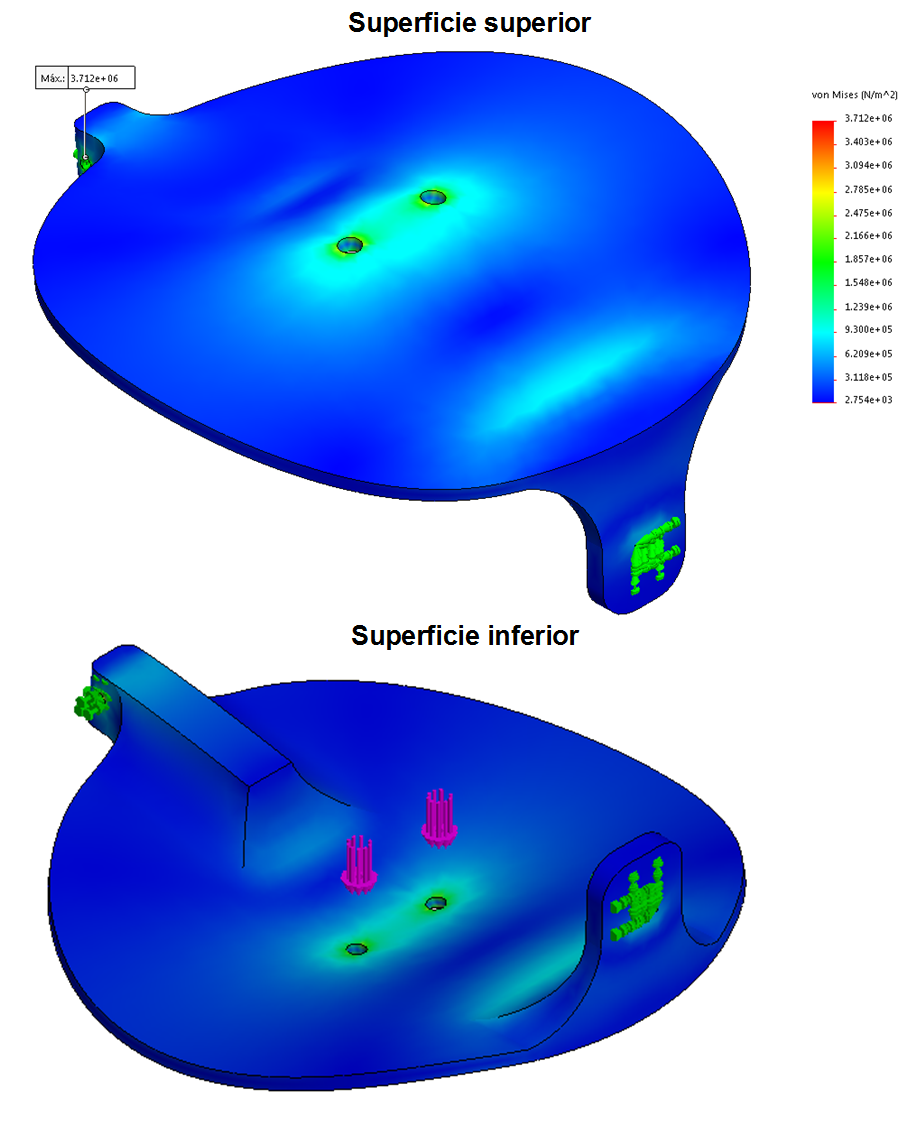 Superficie superior
Máx.: 3.712e+06
von Mises (N/m^2)
3.712e+06
3.403e+06
3.094e+06
2.785e+06
2.475e+06
2.166e+06
1.857e+06
1.548e+06
1.239e+06
9.300e+05
6.209e+05
3.118e+05
2.754e+03
Superficie inferior